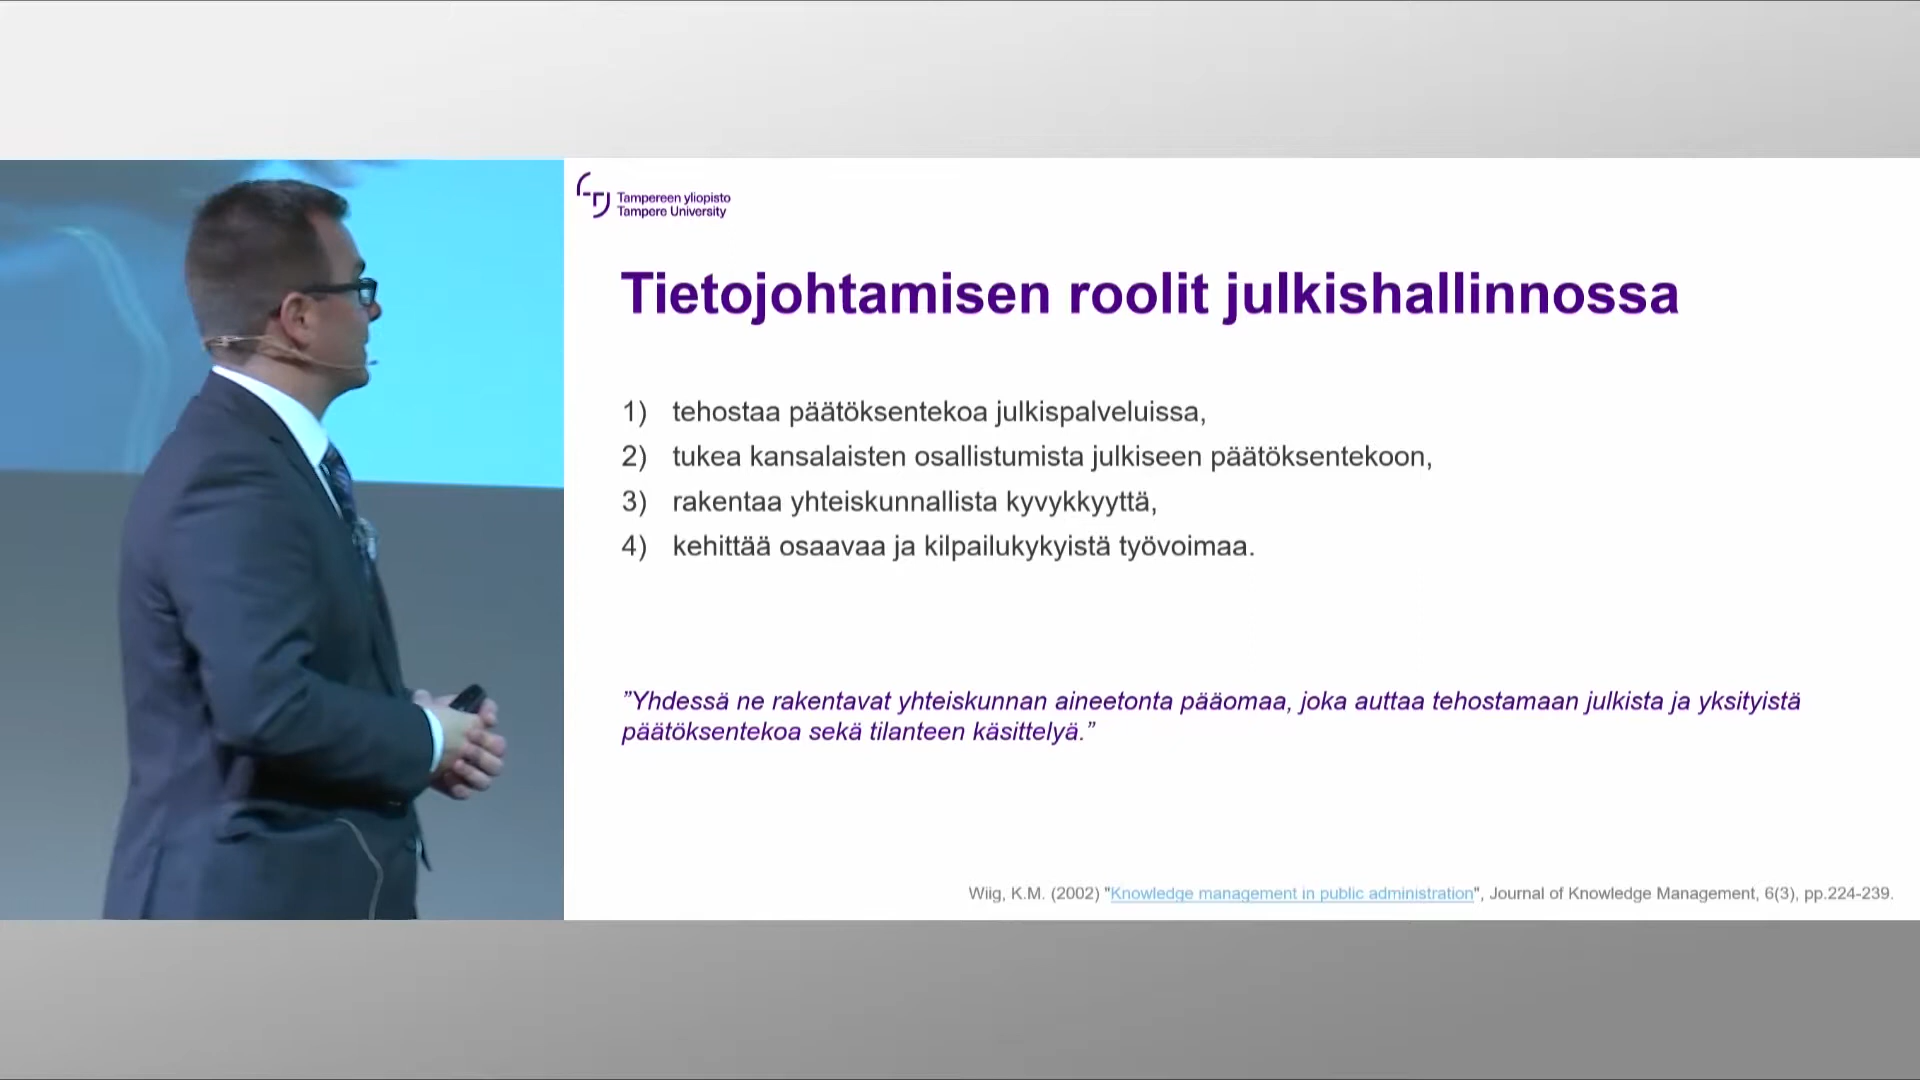 Tampereen yliopisto
Tampere University
Tietojohtamisen roolit julkishallinnossa
1) tehostaa päätöksentekoa julkispalveluissa,
2) tukea kansalaisten osallistumista julkiseen päätöksentekoon,
3) rakentaa yhteiskunnallista kyvykkyyttä,
4) kehittää osaavaa ja kilpailukykyistä työvoimaa.
”Yhdessä ne rakentavat yhteiskunnan aineetonta pääomaa, joka auttaa tehostamaan julkista ja yksityistä
päätöksentekoa sekä tilanteen käsittelyä.”
Wiig, K.M. (2002) "Knowledge management in public administration", Journal of Knowledge Management, 6(3), pp.224-239.